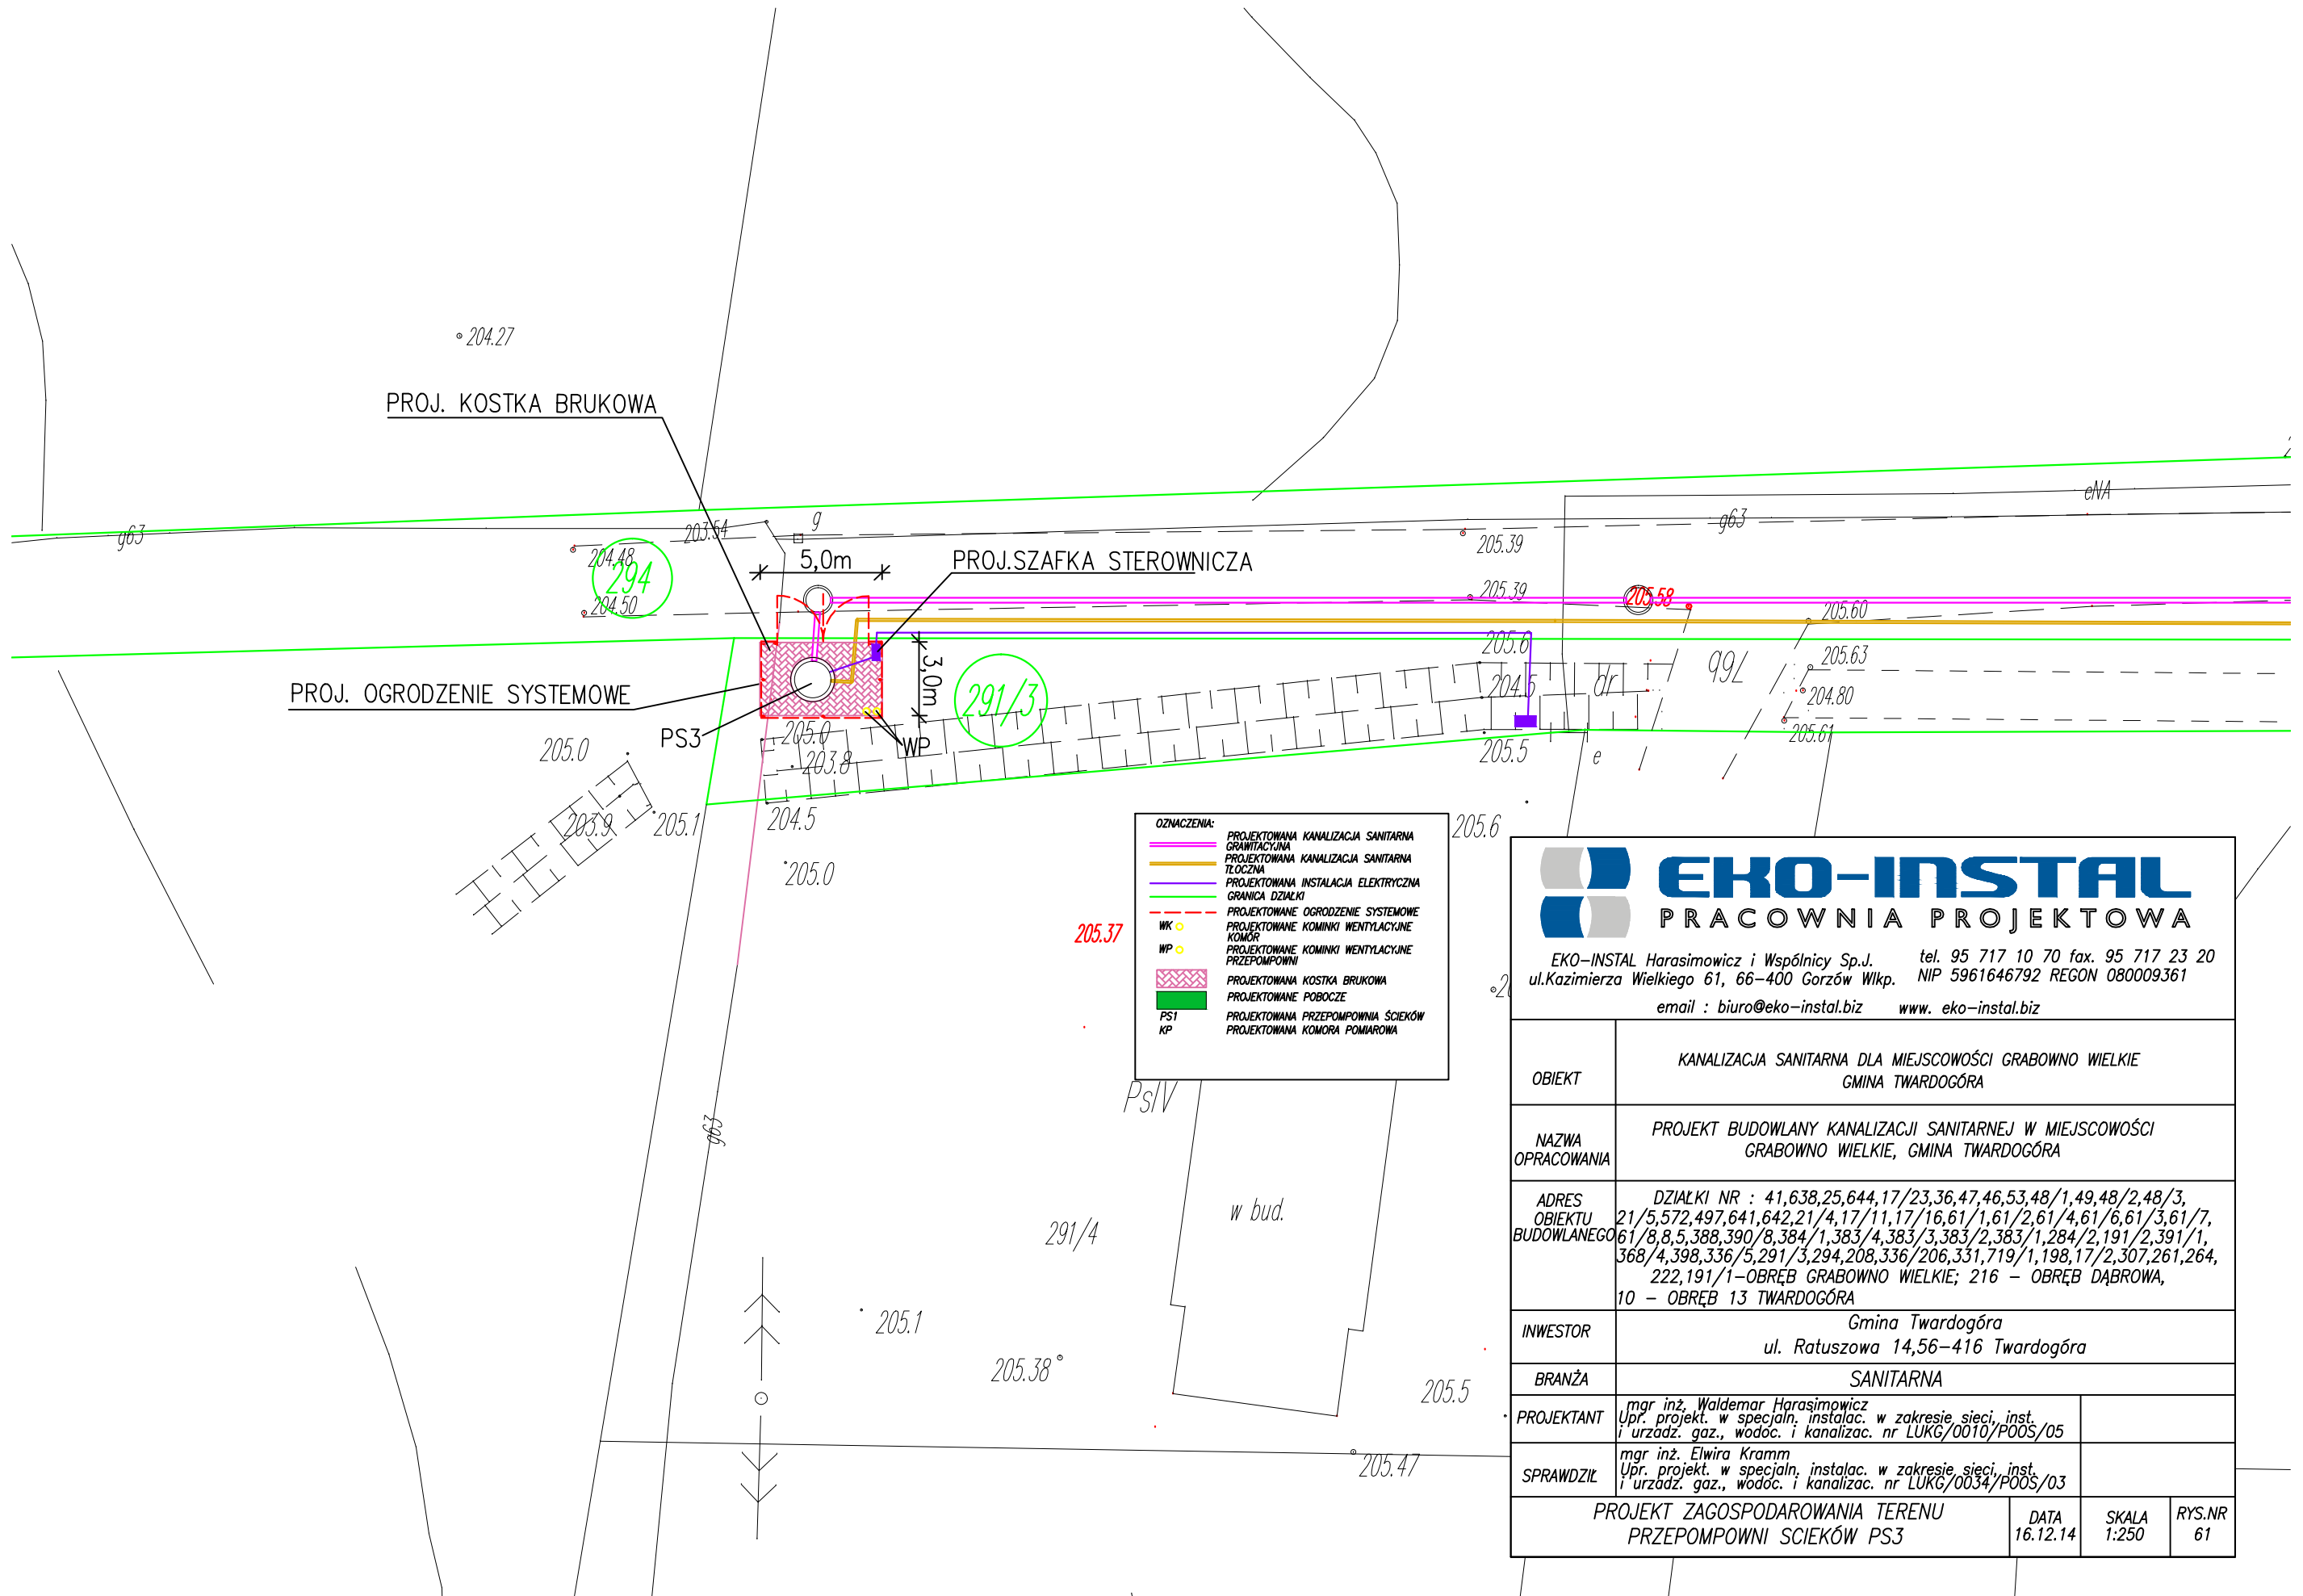 204.27
PROJ. KOSTKA BRUKOWA
eNA
g63
203.54
g
g63
204.48
294
5,0m
PROJ.SZAFKA STEROWNICZA
205.39
204.50
205.39
205.58
205.60
205.6
205.63
PROJ. OGRODZENIE SYSTEMOWE
3,0m
291/3
204.5
dr
204.80
PS3
205.0
WP
205.61
205.0
203.8
205.5
e
203.9
205.1
204.5
205.6
205.0
205.37
OZNACZENIA:
PROJEKTOWANA KANALIZACJA SANITARNA
GRAWITACYJNA
PROJEKTOWANA KANALIZACJA SANITARNA
TŁOCZNA
PROJEKTOWANA INSTALACJA ELEKTRYCZNA
GRANICA DZIAŁKI
PROJEKTOWANE OGRODZENIE SYSTEMOWE
WK PROJEKTOWANE KOMINKI WENTYLACYJNE
KOMÓR
WP PROJEKTOWANE KOMINKI WENTYLACYJNE
PRZEPOMPOWNI
PROJEKTOWANA KOSTKA BRUKOWA
PROJEKTOWANE POBOCZE
PS1 PROJEKTOWANA PRZEPOMPOWNIA ŚCIEKÓW
KP PROJEKTOWANA KOMORA POMIAROWA
PsIV
g63
291/4
w bud.
205.1
205.38
205.5
205.47
EKO-INSTAL
PRACOWNIA PROJEKTOWA
EKO-INSTAL Harasimowicz i Wspólnicy Sp.J. tel. 95 717 10 70 fax. 95 717 23 20
ul.Kazimierza Wielkiego 61, 66-400 Gorzów Wlkp. NIP 5961646792 REGON 080009361
email : biuro@eko-instal.biz www. eko-instal.biz
OBIEKT
KANALIZACJA SANITARNA DLA MIEJSCOWOŚCI GRABOWNO WIELKIE
GMINA TWARDOGÓRA
NAZWA
OPRACOWANIA
PROJEKT BUDOWLANY KANALIZACJI SANITARNEJ W MIEJSCOWOŚCI
GRABOWNO WIELKIE, GMINA TWARDOGÓRA
ADRES
OBIEKTU
BUDOWLANEGO
DZIAŁKI NR : 41,638,25,644,17/23,36,47,46,53,48/1,49,48/2,48/3,
21/5,572,497,641,642,21/4,17/11,17/16,61/1,61/2,61/4,61/6,61/3,61/7,
61/8,8,5,388,390/8,384/1,383/4,383/3,383/2,383/1,284/2,191/2,391/1,
368/4,398,336/5,291/3,294,208,336/206,331,719/1,198,17/2,307,261,264,
222,191/1-OBRĘB GRABOWNO WIELKIE; 216 - OBRĘB DĄBROWA,
10 - OBRĘB 13 TWARDOGÓRA
INWESTOR
Gmina Twardogóra
ul. Ratuszowa 14,56-416 Twardogóra
BRANŻA
SANITARNA
PROJEKTANT
mgr inż. Waldemar Harasimowicz
Upr. projekt. w specjaln. instalac. w zakresie sieci, inst.
i urządz. gaz., wodoc. i kanalizac. nr LUKG/0010/POOS/05
SPRAWDZIŁ
mgr inż. Elwira Kramm
Upr. projekt. w specjaln. instalac. w zakresie sieci, inst.
i urządz. gaz., wodoc. i kanalizac. nr LUKG/0034/POOS/03
PROJEKT ZAGOSPODAROWANIA TERENU
PRZEPOMPOWNI SCIEKÓW PS3
DATA
16.12.14
SKALA
1:250
RYS.NR
61